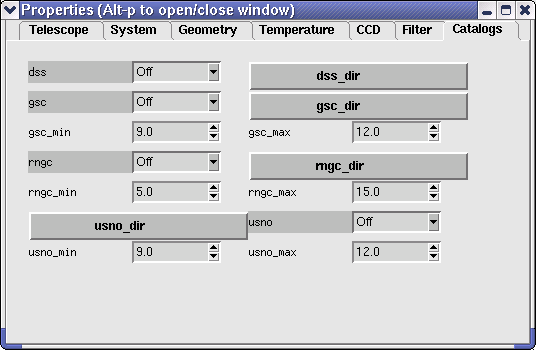 Properties (Alt-p to open/close window)
Telescope System Geometry Temperature CCD Filter Catalogs
dss Off dss_dir
gsc Off gsc_dir
gsc_min 9.0 gsc_max 12.0
rngc Off rngc_dir
rngc_min 5.0 rngc_max 15.0
usno_dir usno Off
usno_min 9.0 usno_max 12.0